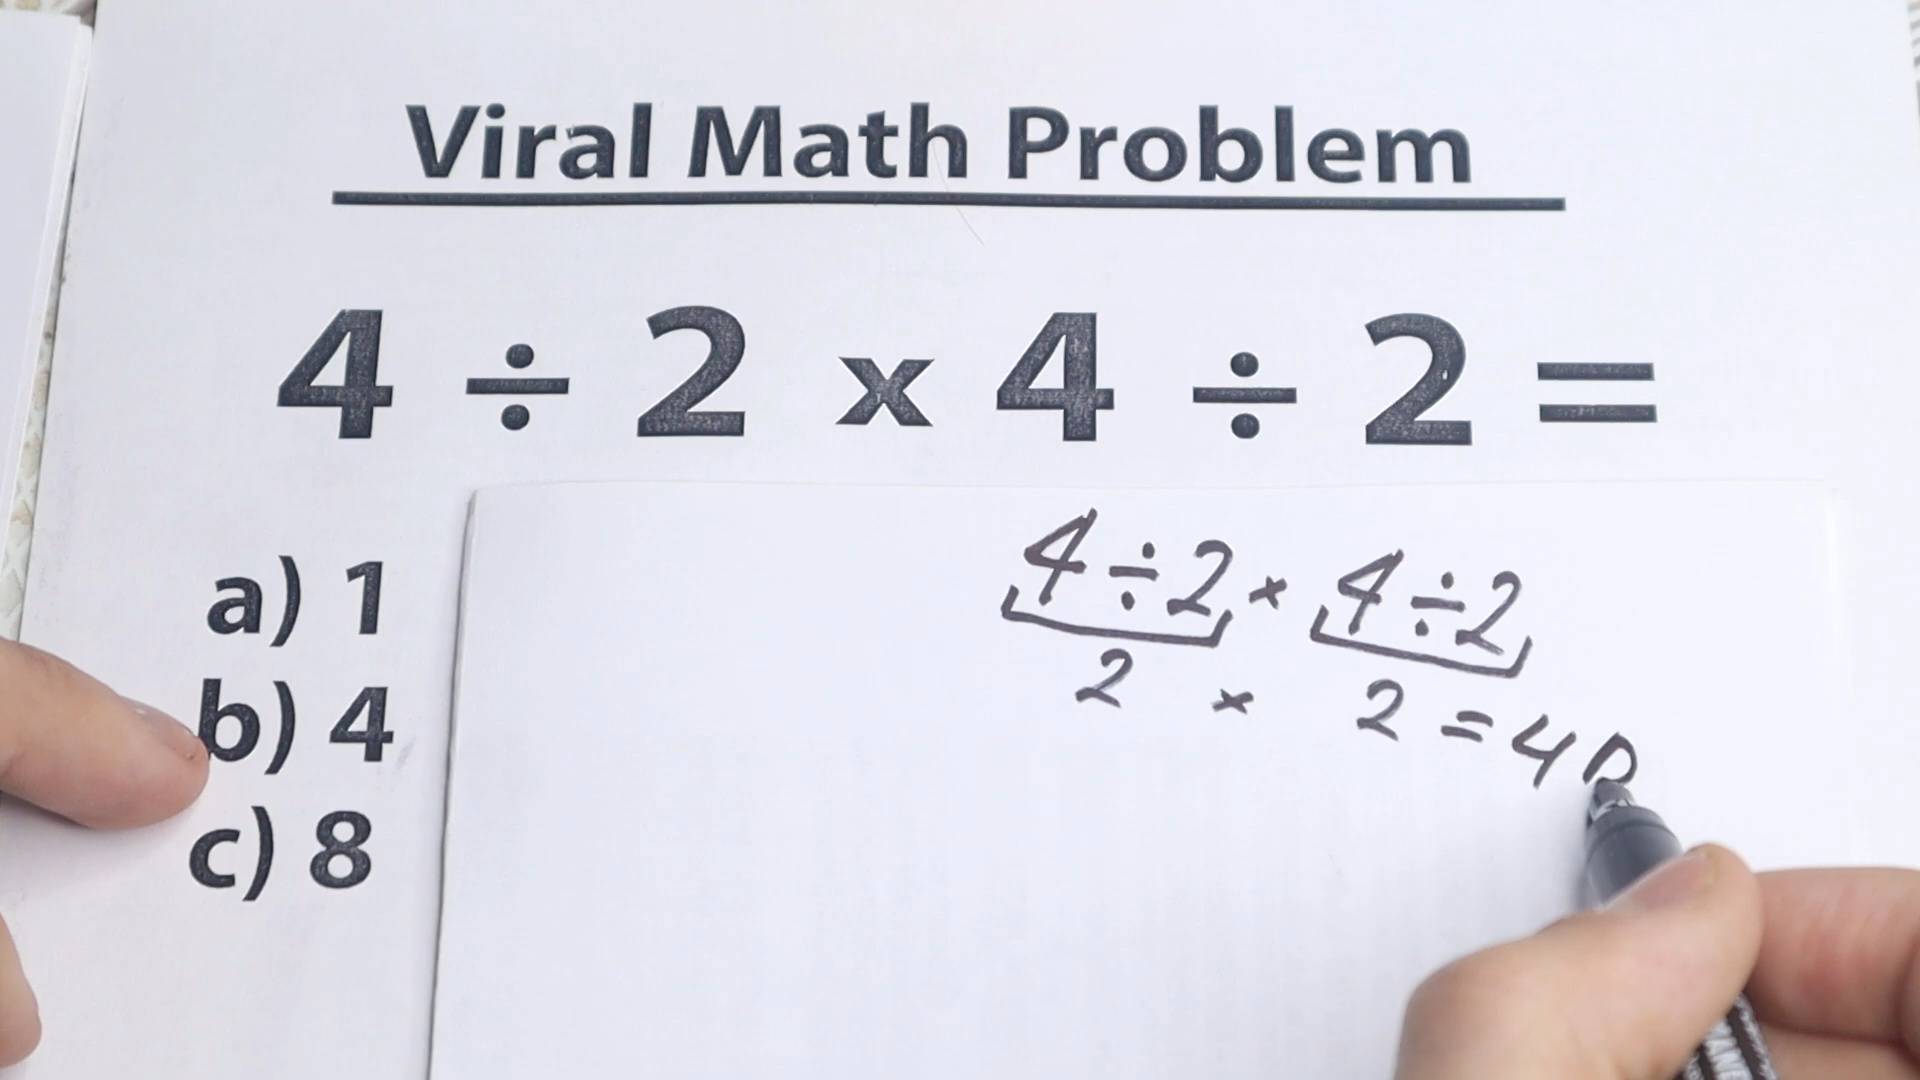 Viral Math Problem
4 ÷ 2 x 4 ÷ 2 =
a) 1
b) 4
c) 8
4 ÷ 2 × 4 ÷ 2
2 × 2 = 4